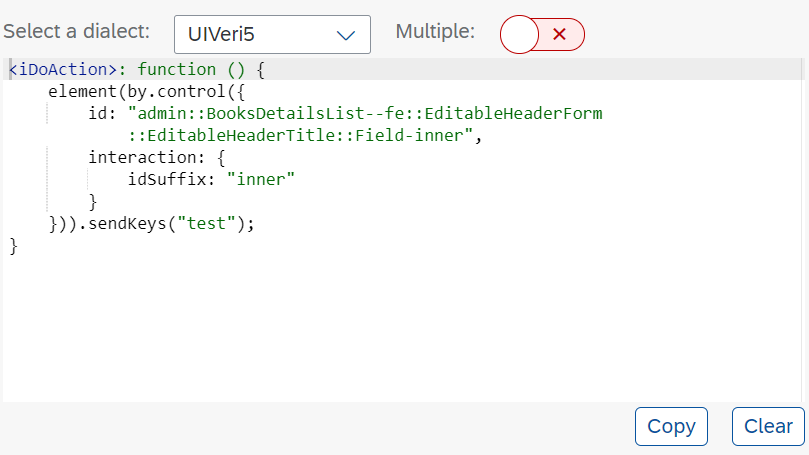 Select a dialect: UIVeri5 Multiple:
<iDoAction>: function () {
    element(by.control({
        id: "admin::BooksDetailsList--fe::EditableHeaderForm
            ::EditableHeaderTitle::Field-inner",
        interaction: {
            idSuffix: "inner"
        }
    })).sendKeys("test");
}
Copy Clear